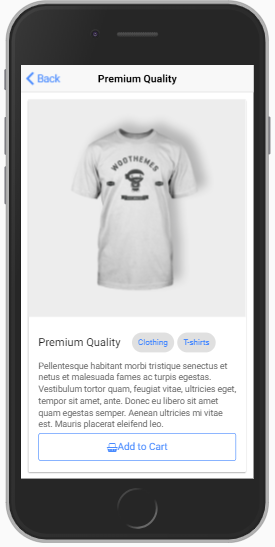 Back
Premium Quality
WOOTHEMES
Premium Quality
Clothing
T-shirts
Pellentesque habitant morbi tristique senectus et
netus et malesuada fames ac turpis egestas.
Vestibulum tortor quam, feugiat vitae, ultricies eget,
tempor sit amet, ante. Donec eu libero sit amet
quam egestas semper. Aenean ultricies mi vitae
est. Mauris placerat eleifend leo.
Add to Cart